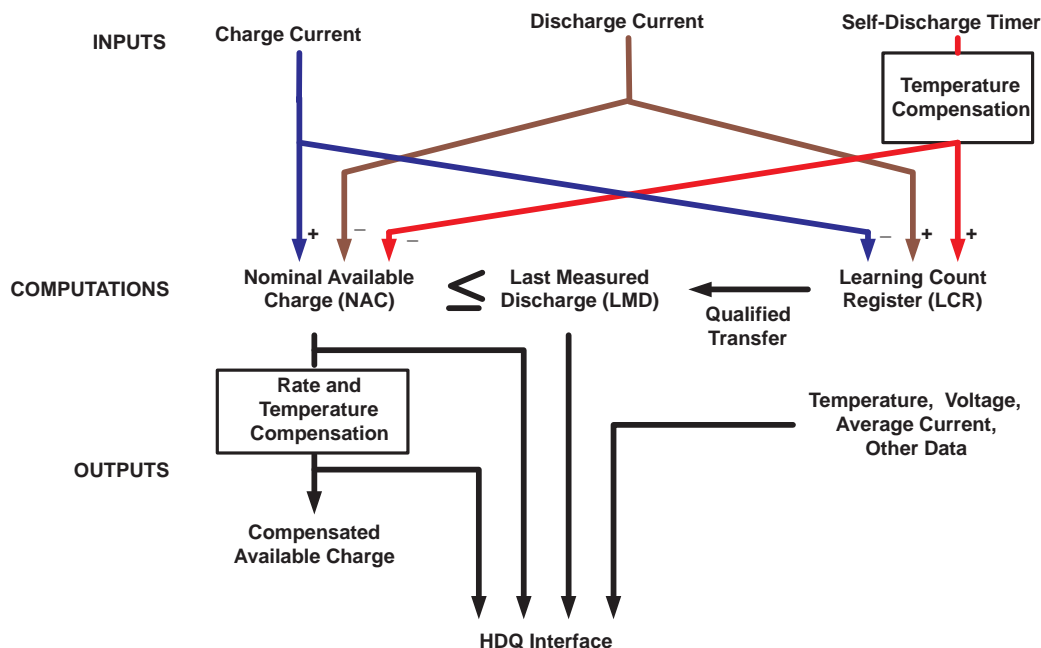 INPUTS
Charge Current
Discharge Current
Self-Discharge Timer
Temperature
Compensation
+
–
–
–
+
+
COMPUTATIONS
Nominal Available
Charge (NAC)
≤
Last Measured
Discharge (LMD)
Qualified
Transfer
Learning Count
Register (LCR)
Rate and
Temperature
Compensation
Temperature, Voltage,
Average Current,
Other Data
OUTPUTS
Compensated
Available Charge
HDQ Interface